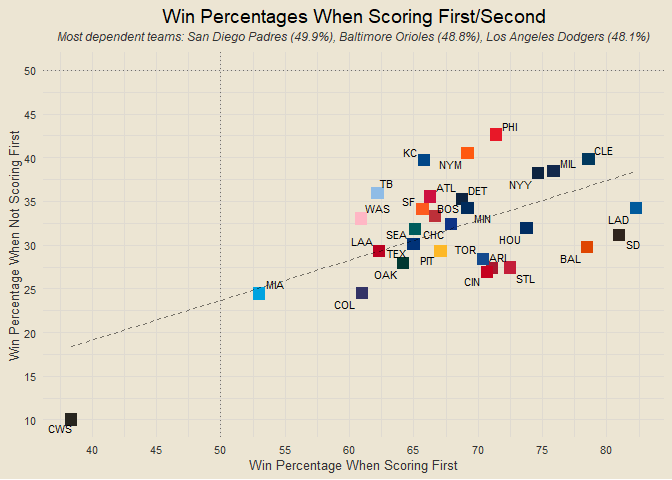 Win Percentages When Scoring First/Second
Most dependent teams: San Diego Padres (49.9%), Baltimore Orioles (48.8%), Los Angeles Dodgers (48.1%)
Win Percentage When Not Scoring First
50
45
40
35
30
25
20
15
10
PHI
KC
NYM
CLE
MIL
NYY
TB
ATL
DET
SF
WAS
BOS
MIN
LAD
SEA
CHC
HOU
SD
LAA
TEX
TOR
ARI
BAL
PIT
OAK
CIN
STL
MIA
COL
CWS
40
45
50
55
60
65
70
75
80
Win Percentage When Scoring First